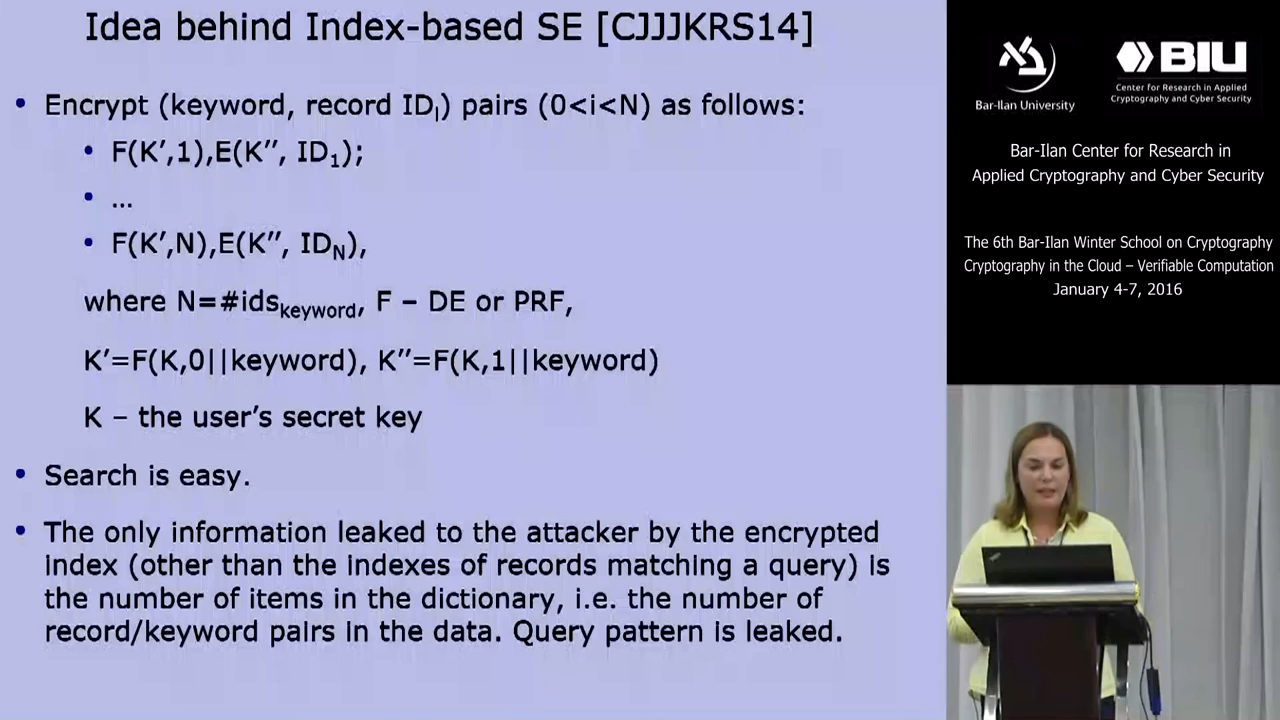 Idea behind Index-based SE [CJJJKRS14]
• Encrypt (keyword, record IDI) pairs (0<i<N) as follows:
• F(K′,1),E(K′′, ID1);
• ...
• F(K′,N),E(K′′, IDN),
where N=#idskeyword, F – DE or PRF,
K′=F(K,0||keyword), K′′=F(K,1||keyword)
K – the user's secret key
• Search is easy.
• The only information leaked to the attacker by the encrypted
index (other than the indexes of records matching a query) is
the number of items in the dictionary, i.e. the number of
record/keyword pairs in the data. Query pattern is leaked.
Bar-Ilan University
BIU
Center for Research in Applied
Cryptography and Cyber Security
Bar-Ilan Center for Research in
Applied Cryptography and Cyber Security
The 6th Bar-Ilan Winter School on Cryptography
Cryptography in the Cloud – Verifiable Computation
January 4-7, 2016